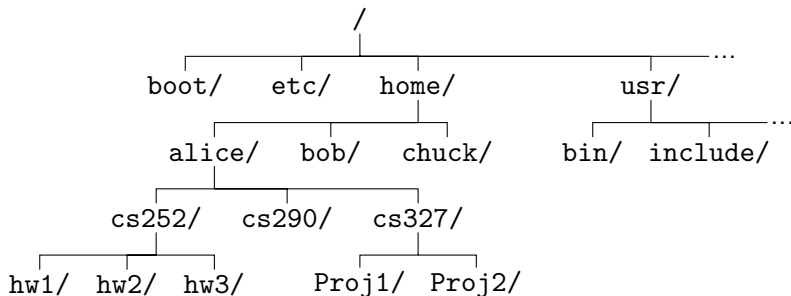 /
boot/ etc/ home/ usr/ ...
alice/ bob/ chuck/ bin/ include/ ...
cs252/ cs290/ cs327/
hw1/ hw2/ hw3/ Proj1/ Proj2/